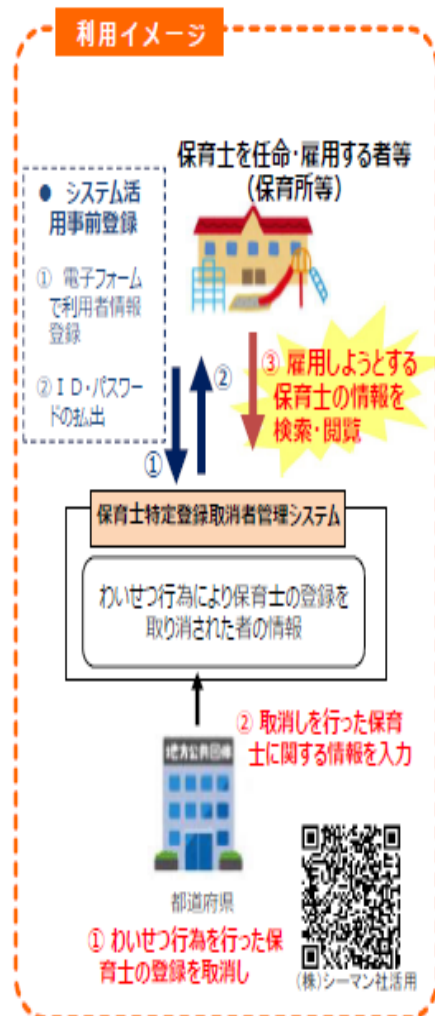 利用イメージ
保育士を任命・雇用する者等
（保育所等）
● システム活
用事前登録
① 電子フォーム
で利用者情報
登録
② ＩＤ・パスワー
ドの払出
①
②
③ 雇用しようとする
保育士の情報を
検索・閲覧
保育士特定登録取消者管理システム
わいせつ行為により保育士の登録を
取り消された者の情報
② 取消しを行った保育
士に関する情報を入力
地方公共団体
都道府県
① わいせつ行為を行った保
育士の登録を取消し
(株)シーマン社活用